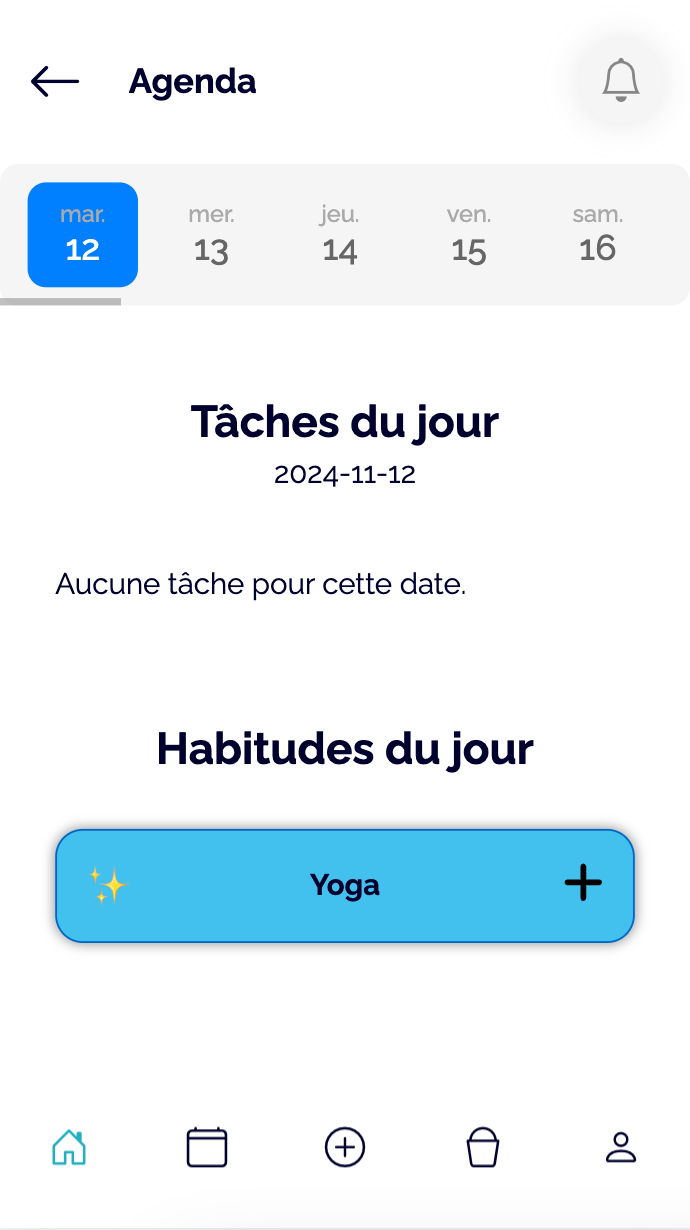 Agenda
mar. mer. jeu. ven. sam.
12 13 14 15 16
Tâches du jour
2024-11-12
Aucune tâche pour cette date.
Habitudes du jour
Yoga